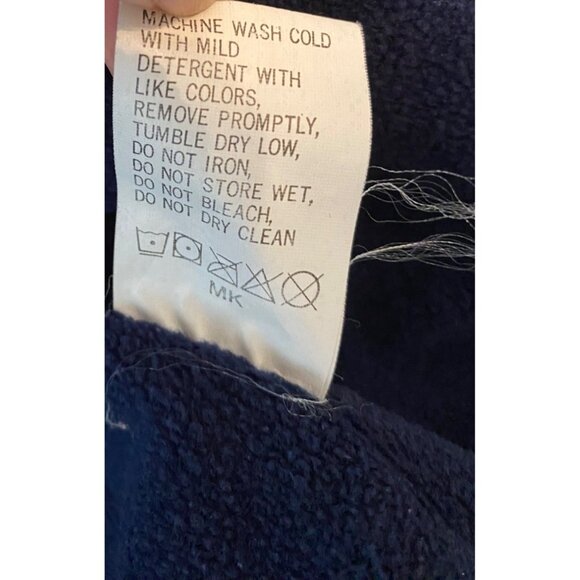 MACHINE WASH COLD
WITH MILD
DETERGENT WITH
LIKE COLORS,
REMOVE PROMPTLY,
TUMBLE DRY LOW,
DO NOT IRON,
DO NOT STORE WET,
DO NOT BLEACH,
DO NOT DRY CLEAN
MK